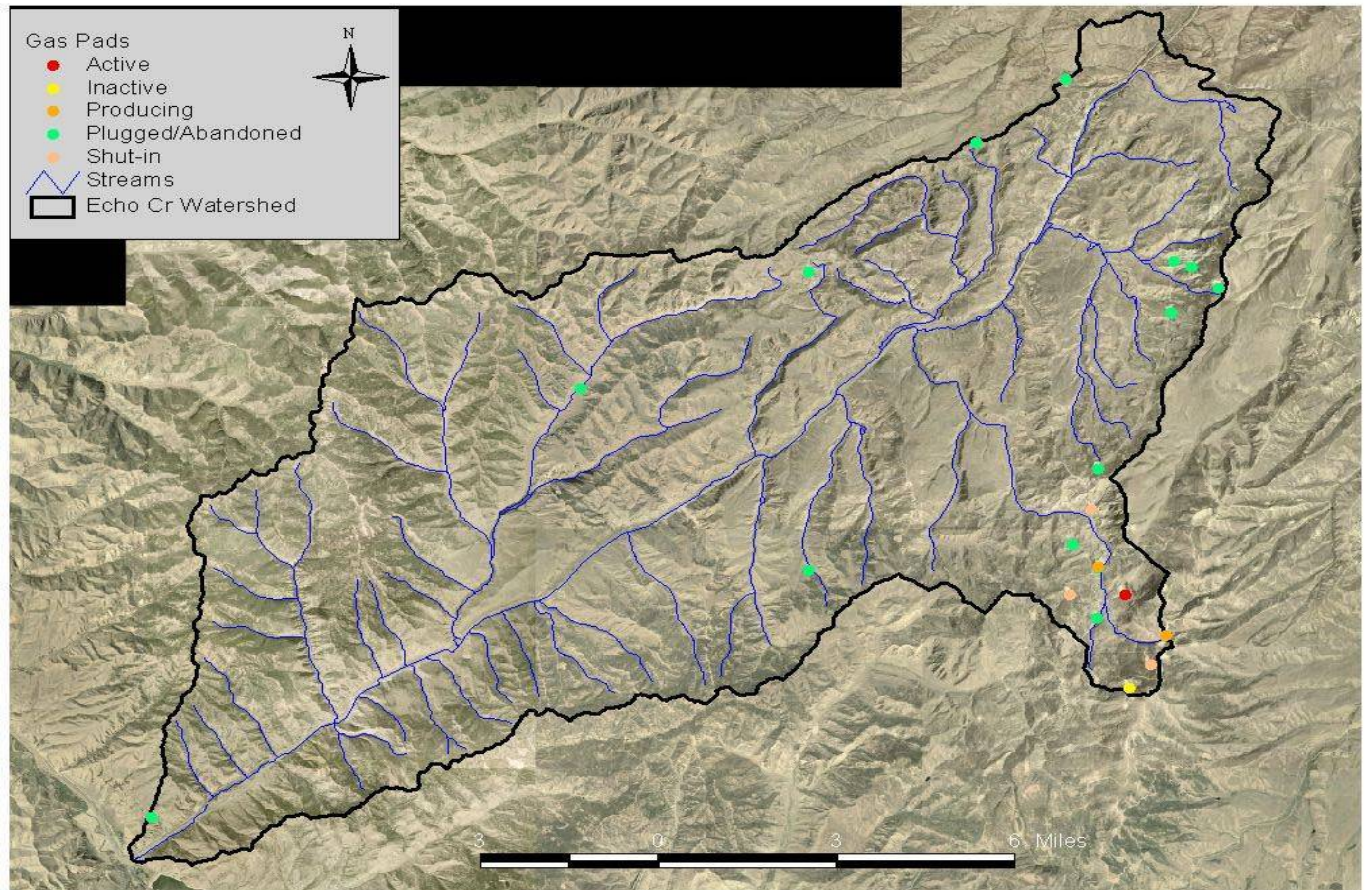 Gas Pads
N
Active
Inactive
Producing
Plugged/Abandoned
Shut-in
Streams
Echo Cr Watershed
3 0 3 6 Miles